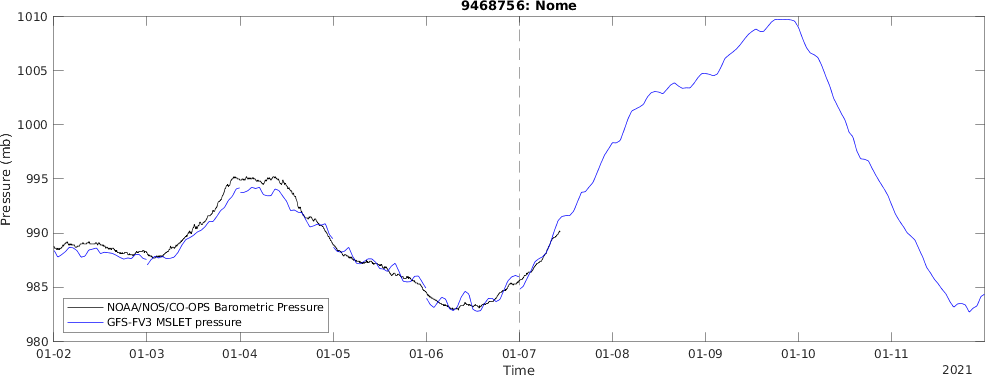 9468756: Nome
Pressure (mb)
1010
1005
1000
995
990
985
980
NOAA/NOS/CO-OPS Barometric Pressure
GFS-FV3 MSLET pressure
01-02 01-03 01-04 01-05 01-06 01-07 01-08 01-09 01-10 01-11
Time
2021